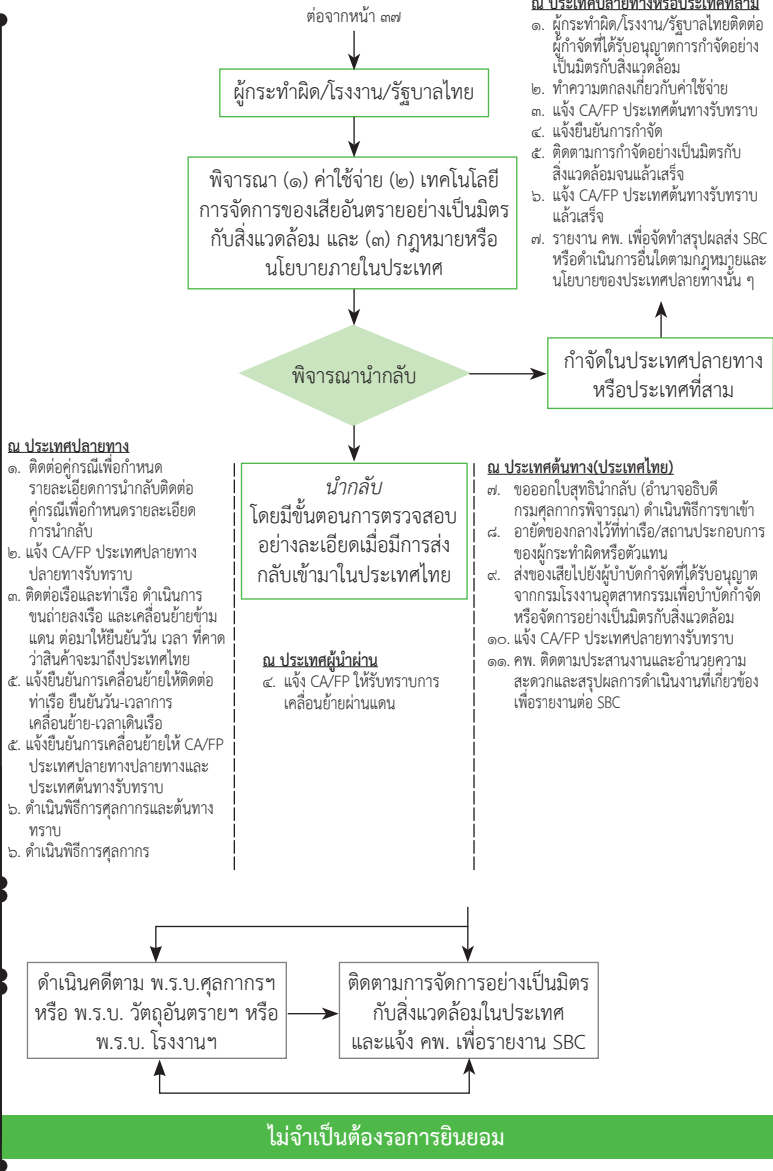 ต่อจากหน้า ๓๗
ผู้กระทำผิด/โรงงาน/รัฐบาลไทย
พิจารณา (๑) ค่าใช้จ่าย (๒) เทคโนโลยี
การจัดการของเสียอันตรายอย่างเป็นมิตร
กับสิ่งแวดล้อม และ (๓) กฎหมายหรือ
นโยบายภายในประเทศ
พิจารณานำกลับ
ณ ประเทศปลายทางหรือประเทศที่สาม
๑. ผู้กระทำผิด/โรงงาน/รัฐบาลไทยติดต่อ
ผู้กำจัดที่ได้รับอนุญาตการกำจัดอย่าง
เป็นมิตรกับสิ่งแวดล้อม
๒. ทำความตกลงเกี่ยวกับค่าใช้จ่าย
๓. แจ้ง CA/FP ประเทศต้นทางรับทราบ
๔. แจ้งยืนยันการกำจัด
๕. ติดตามการกำจัดอย่างเป็นมิตรกับ
สิ่งแวดล้อมจนแล้วเสร็จ
๖. แจ้ง CA/FP ประเทศต้นทางรับทราบ
แล้วเสร็จ
๗. รายงาน คพ. เพื่อจัดทำสรุปผลส่ง SBC
หรือดำเนินการอื่นใดตามกฎหมายและ
นโยบายของประเทศปลายทางนั้น ๆ
กำจัดในประเทศปลายทาง
หรือประเทศที่สาม
ณ ประเทศปลายทาง
๑. ติดต่อคู่กรณีเพื่อกำหนด
รายละเอียดการนำกลับติดต่อ
คู่กรณีเพื่อกำหนดรายละเอียด
การนำกลับ
๒. แจ้ง CA/FP ประเทศปลายทาง
ปลายทางรับทราบ
๓. ติดต่อเรือและท่าเรือ ดำเนินการ
ขนถ่ายลงเรือ และเคลื่อนย้ายข้าม
แดน ต่อมาให้ยืนยันวัน เวลา ที่คาด
ว่าสินค้าจะมาถึงประเทศไทย
๕. แจ้งยืนยันการเคลื่อนย้ายให้ติดต่อ
ท่าเรือ ยืนยันวัน-เวลาการ
เคลื่อนย้าย-เวลาเดินเรือ
๕. แจ้งยืนยันการเคลื่อนย้ายให้ CA/FP
ประเทศปลายทางปลายทางและ
ประเทศต้นทางรับทราบ
๖. ดำเนินพิธีการศุลกากรและต้นทาง
ทราบ
๖. ดำเนินพิธีการศุลกากร
นำกลับ
โดยมีขั้นตอนการตรวจสอบ
อย่างละเอียดเมื่อมีการส่ง
กลับเข้ามาในประเทศไทย
ณ ประเทศผู้นำผ่าน
๔. แจ้ง CA/FP ให้รับทราบการ
เคลื่อนย้ายผ่านแดน
ณ ประเทศต้นทาง(ประเทศไทย)
๗. ขอออกใบสุทธินำกลับ (อำนาจอธิบดี
กรมศุลกากรพิจารณา) ดำเนินพิธีการขาเข้า
๘. อายัดของกลางไว้ที่ท่าเรือ/สถานประกอบการ
ของผู้กระทำผิดหรือตัวแทน
๙. ส่งของเสียไปยังผู้บำบัดกำจัดที่ได้รับอนุญาต
จากกรมโรงงานอุตสาหกรรมเพื่อบำบัดกำจัด
หรือจัดการอย่างเป็นมิตรกับสิ่งแวดล้อม
๑๐. แจ้ง CA/FP ประเทศปลายทางรับทราบ
๑๑. คพ. ติดตามประสานงานและอำนวยความ
สะดวกและสรุปผลการดำเนินงานที่เกี่ยวข้อง
เพื่อรายงานต่อ SBC
ดำเนินคดีตาม พ.ร.บ.ศุลกากรฯ
หรือ พ.ร.บ. วัตถุอันตรายฯ หรือ
พ.ร.บ. โรงงานฯ
ติดตามการจัดการอย่างเป็นมิตร
กับสิ่งแวดล้อมในประเทศ
และแจ้ง คพ. เพื่อรายงาน SBC
ไม่จำเป็นต้องรอการยินยอม